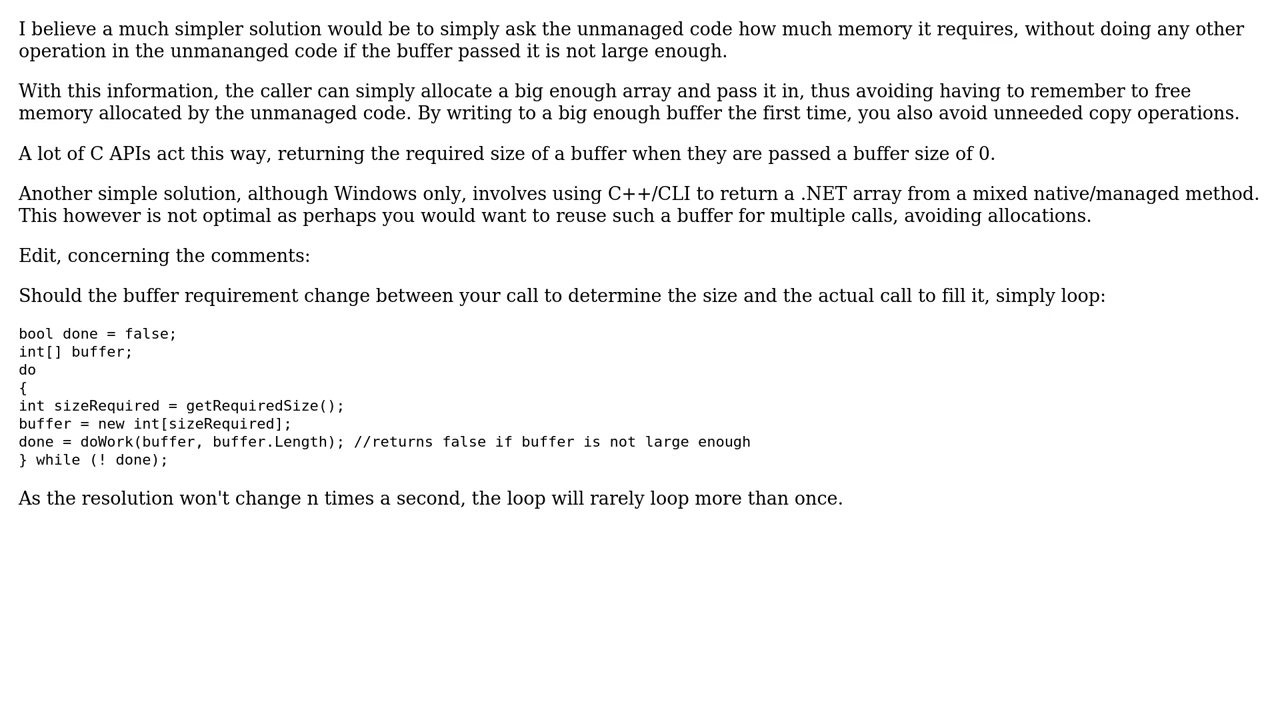 I believe a much simpler solution would be to simply ask the unmanaged code how much memory it requires, without doing any other
operation in the unmananged code if the buffer passed it is not large enough.
With this information, the caller can simply allocate a big enough array and pass it in, thus avoiding having to remember to free
memory allocated by the unmanaged code. By writing to a big enough buffer the first time, you also avoid unneeded copy operations.
A lot of C APIs act this way, returning the required size of a buffer when they are passed a buffer size of 0.
Another simple solution, although Windows only, involves using C++/CLI to return a .NET array from a mixed native/managed method.
This however is not optimal as perhaps you would want to reuse such a buffer for multiple calls, avoiding allocations.
Edit, concerning the comments:
Should the buffer requirement change between your call to determine the size and the actual call to fill it, simply loop:
bool done = false;
int[] buffer;
do
{
int sizeRequired = getRequiredSize();
buffer = new int[sizeRequired];
done = doWork(buffer, buffer.Length); //returns false if buffer is not large enough
} while (! done);
As the resolution won't change n times a second, the loop will rarely loop more than once.